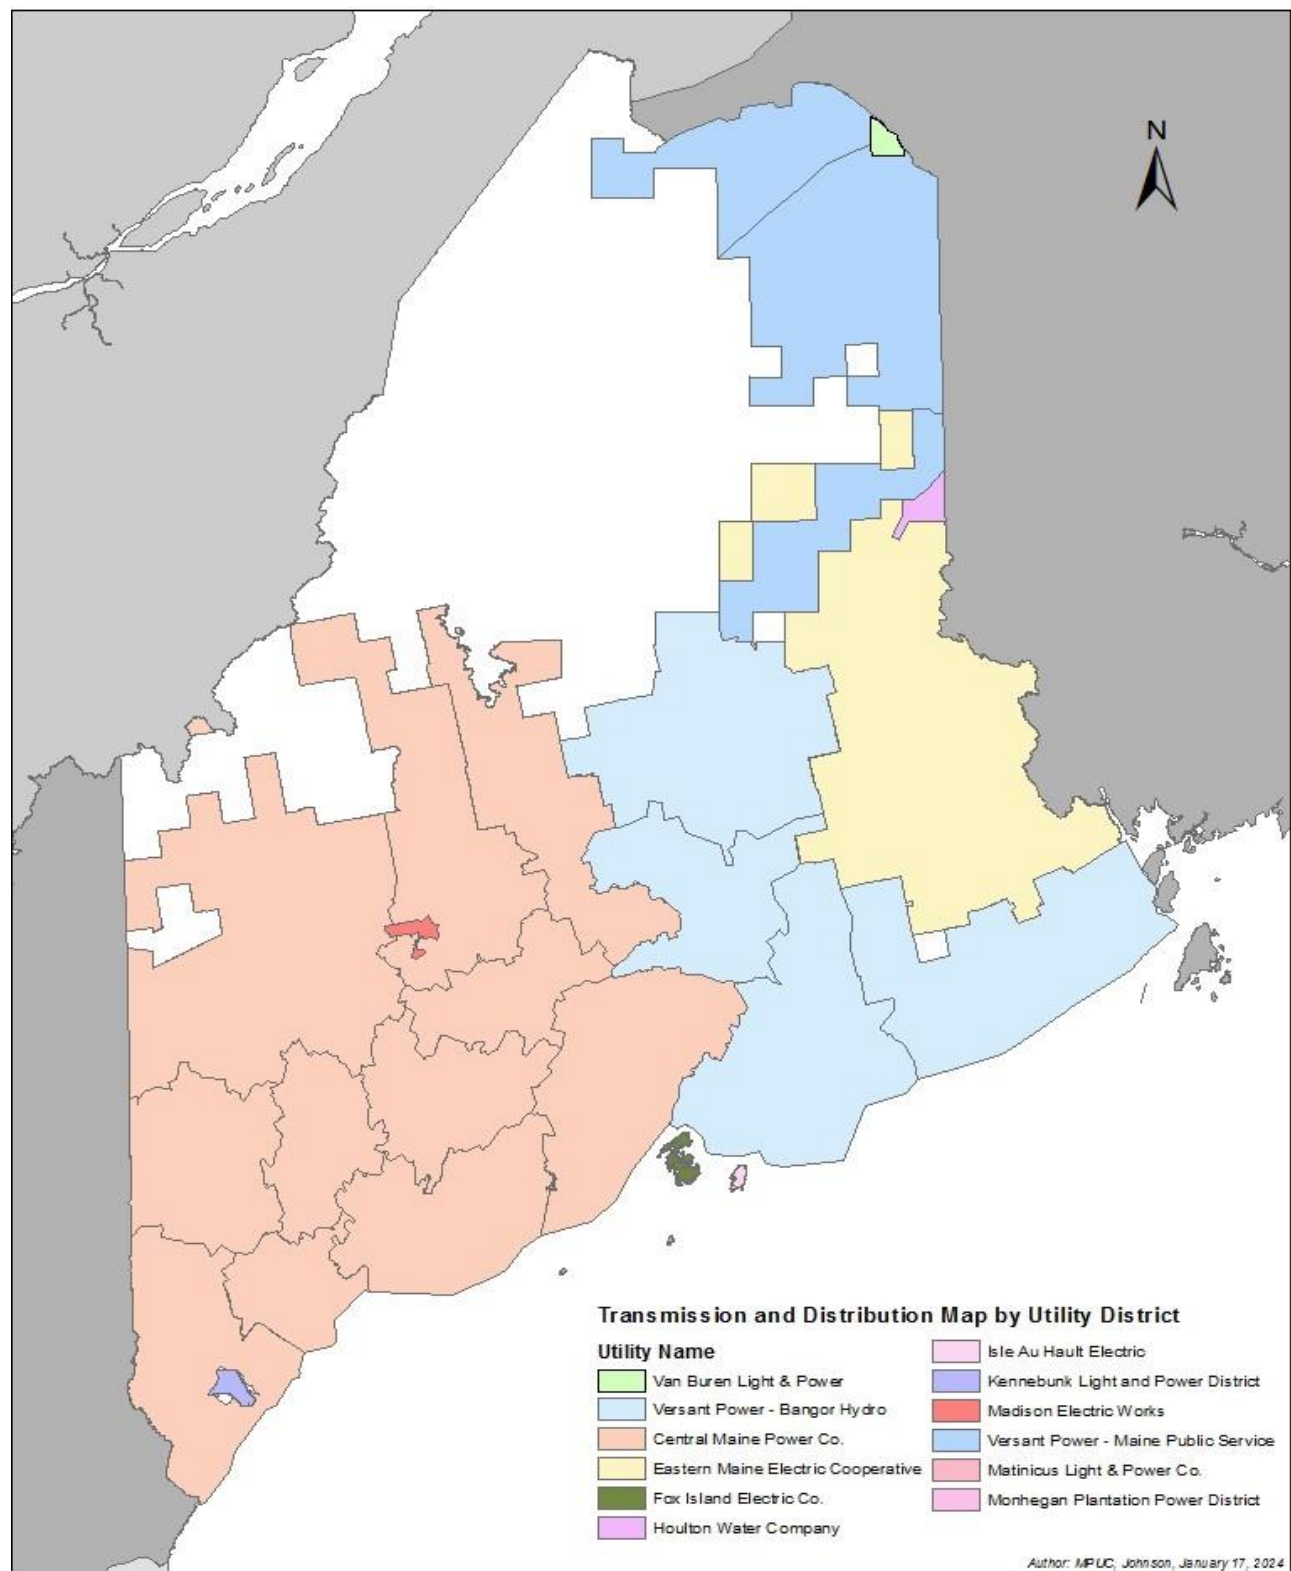 N
Transmission and Distribution Map by Utility District
Utility Name
Van Buren Light & Power
Versant Power - Bangor Hydro
Central Maine Power Co.
Eastern Maine Electric Cooperative
Fox Island Electric Co.
Houlton Water Company
Isle Au Hault Electric
Kennebunk Light and Power District
Madison Electric Works
Versant Power - Maine Public Service
Matinicus Light & Power Co.
Monhegan Plantation Power District
Author: MPUC, Johnson, January 17, 2024